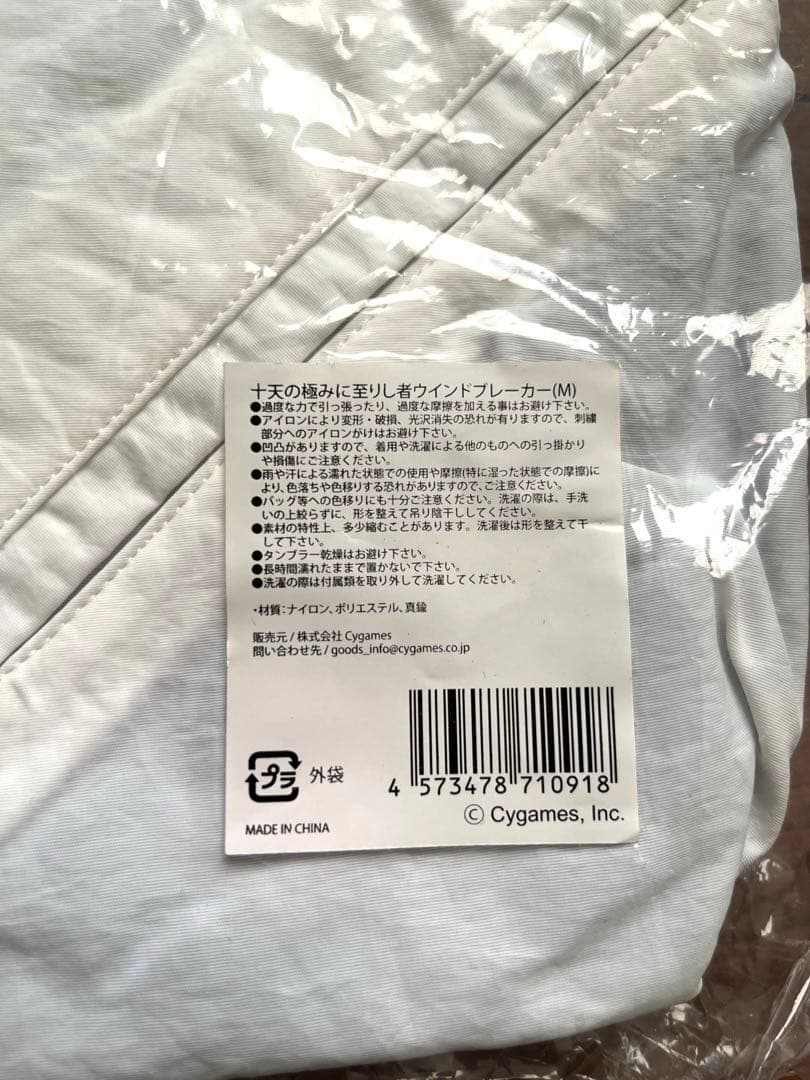 十天の極みに至りし者ウインドブレーカー(M)
●過度な力で引っ張ったり、過度な摩擦を加える事はお避け下さい。
●アイロンにより変形・破損、光沢消失の恐れが有りますので、刺繍
部分へのアイロンがけはお避け下さい。
●凹凸がありますので、着用や洗濯による他のものへの引っ掛かり
や損傷にご注意ください。
●雨や汗による濡れた状態での使用や摩擦(特に湿った状態での摩擦)に
より、色落ちや色移りする恐れがありますので、ご注意ください。
●バッグ等への色移りにも十分ご注意ください。洗濯の際は、手洗
いの上絞らずに、形を整えて吊り陰干ししてください。
●素材の特性上、多少縮むことがあります。洗濯後は形を整えて干
して下さい。
●タンブラー乾燥はお避け下さい。
●長時間濡れたままで置かないで下さい。
●洗濯の際は付属類を取り外して洗濯してください。
・材質：ナイロン、ポリエステル、真鍮
販売元 / 株式会社 Cygames
問い合わせ先 / goods_info@cygames.co.jp
プラ 外袋
4 573478 710918
© Cygames, Inc.
MADE IN CHINA